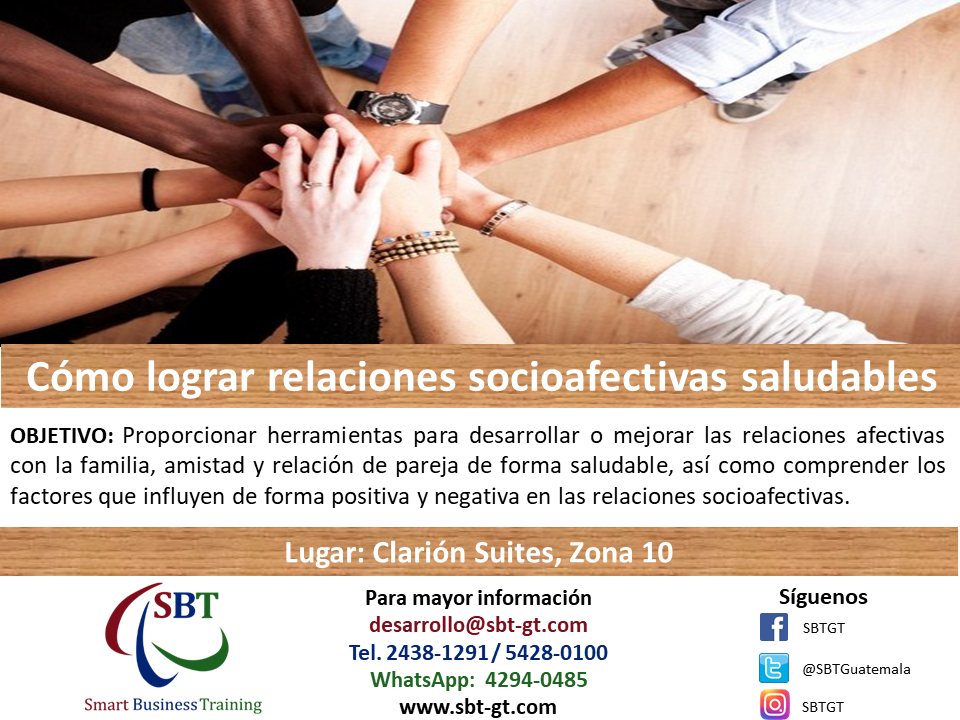 Cómo lograr relaciones socioafectivas saludables
OBJETIVO: Proporcionar herramientas para desarrollar o mejorar las relaciones afectivas
con la familia, amistad y relación de pareja de forma saludable, así como comprender los
factores que influyen de forma positiva y negativa en las relaciones socioafectivas.
Lugar: Clarión Suites, Zona 10
SBT
Smart Business Training
Para mayor información
desarrollo@sbt-gt.com
Tel. 2438-1291/ 5428-0100
WhatsApp: 4294-0485
www.sbt-gt.com
Síguenos
SBTGT
@SBTGuatemala
SBTGT